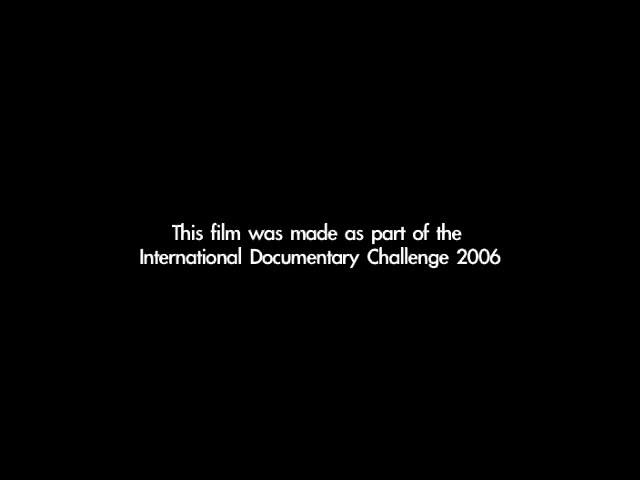 This film was made as part of the
International Documentary Challenge 2006